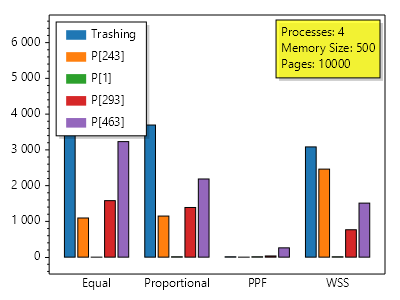 6 000
5 000
4 000
3 000
2 000
1 000
0
Trashing
P[243]
P[1]
P[293]
P[463]
Processes: 4
Memory Size: 500
Pages: 10000
Equal Proportional PPF WSS